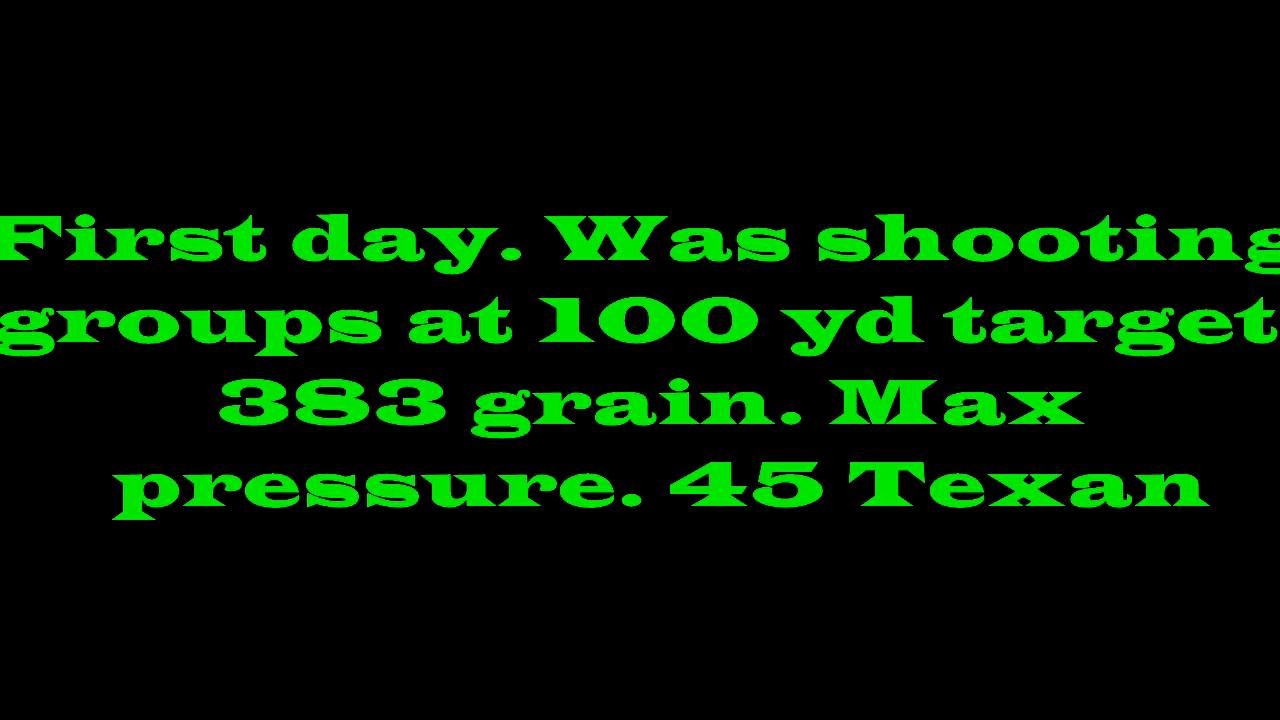 First day. Was shooting
groups at 100 yd target
383 grain. Max
pressure. 45 Texan